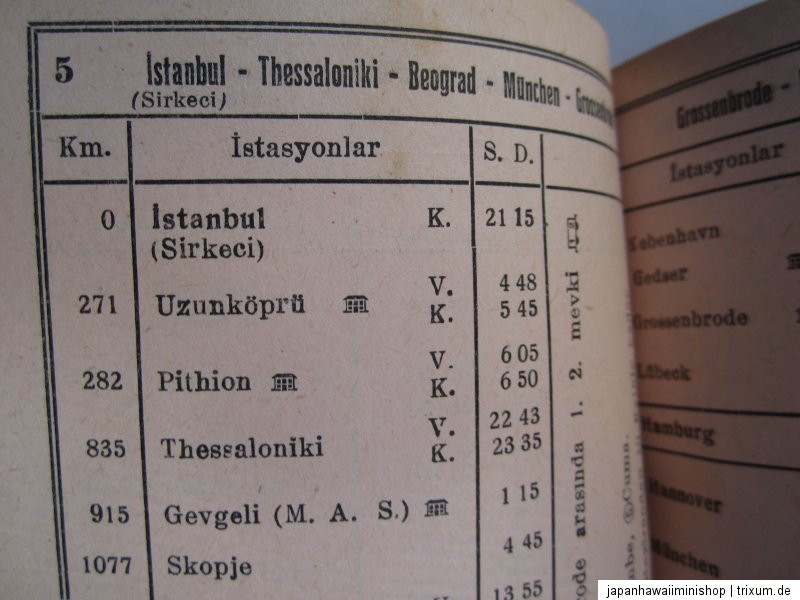 5 İstanbul - Thessaloniki - Beograd - München -
(Sirkeci)
Km. İstasyonlar S. D.
0 İstanbul K. 21 15
(Sirkeci)
V. 4 48
271 Uzunköprü K. 5 45
V. 6 05
282 Pithion K. 6 50
V. 22 43
835 Thessaloniki K. 23 35
915 Gevgeli (M. A. S.) 1 15
1077 Skopje 4 45
13 55
arasında 1. 2. mevki
Cuma.
Grossenbrode -
İstasyonlar
København
Gedser
Grossenbrode
Lübeck
Hamburg
Hannover
München
japanhawaiiminishop | trixum.de